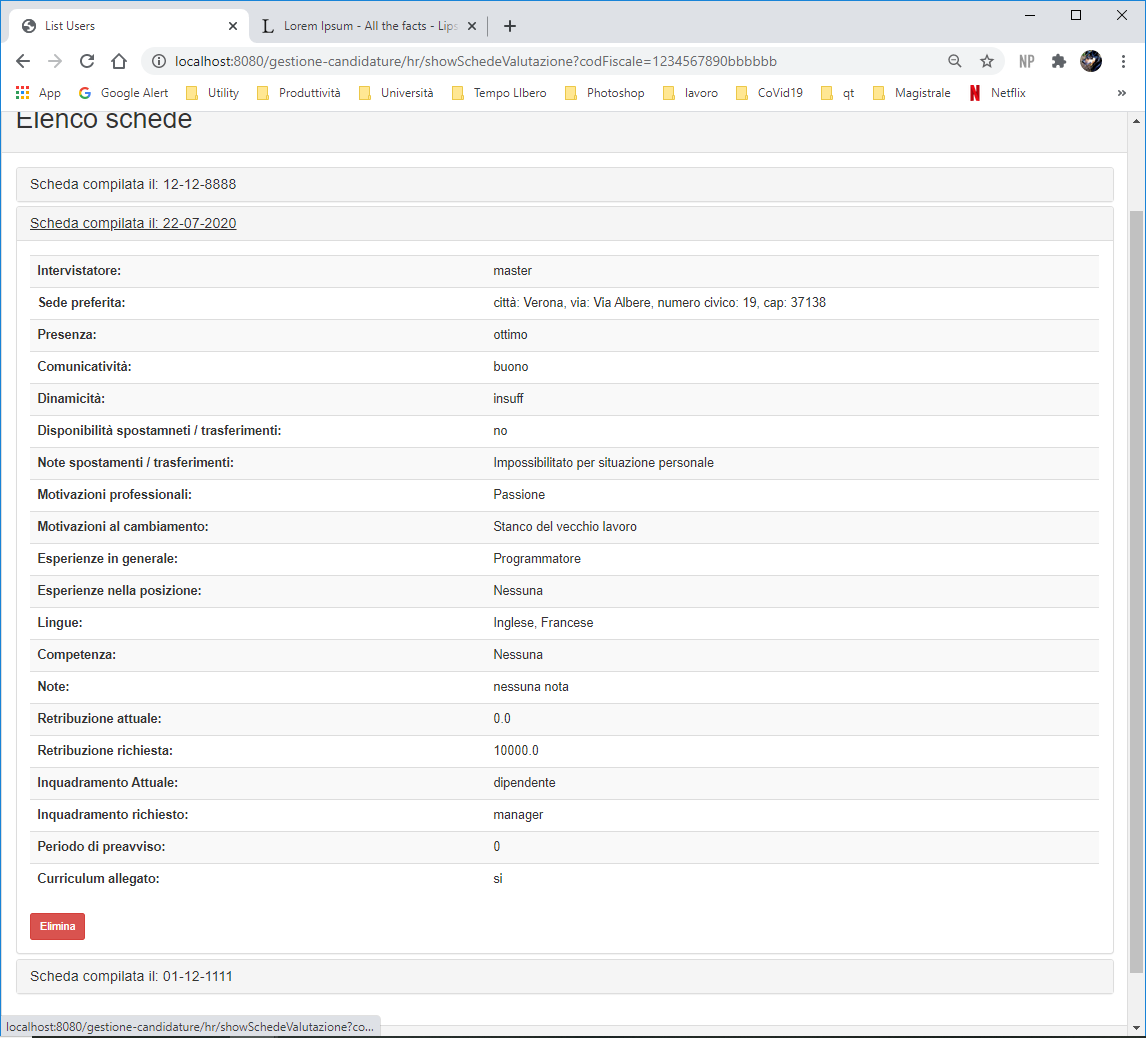 List Users
Lorem Ipsum - All the facts - Lips
localhost:8080/gestione-candidature/hr/showSchedeValutazione?codFiscale=1234567890bbbbbb
NP
App Google Alert Utility Produttività Università Tempo LIbero Photoshop lavoro CoVid19 qt Magistrale Netflix »
Elenco schede
Scheda compilata il: 12-12-8888
Scheda compilata il: 22-07-2020
Intervistatore: master
Sede preferita: città: Verona, via: Via Albere, numero civico: 19, cap: 37138
Presenza: ottimo
Comunicatività: buono
Dinamicità: insuff
Disponibilità spostamneti / trasferimenti: no
Note spostamenti / trasferimenti: Impossibilitato per situazione personale
Motivazioni professionali: Passione
Motivazioni al cambiamento: Stanco del vecchio lavoro
Esperienze in generale: Programmatore
Esperienze nella posizione: Nessuna
Lingue: Inglese, Francese
Competenza: Nessuna
Note: nessuna nota
Retribuzione attuale: 0.0
Retribuzione richiesta: 10000.0
Inquadramento Attuale: dipendente
Inquadramento richiesto: manager
Periodo di preavviso: 0
Curriculum allegato: si
Elimina
Scheda compilata il: 01-12-1111
localhost:8080/gestione-candidature/hr/showSchedeValutazione?co...